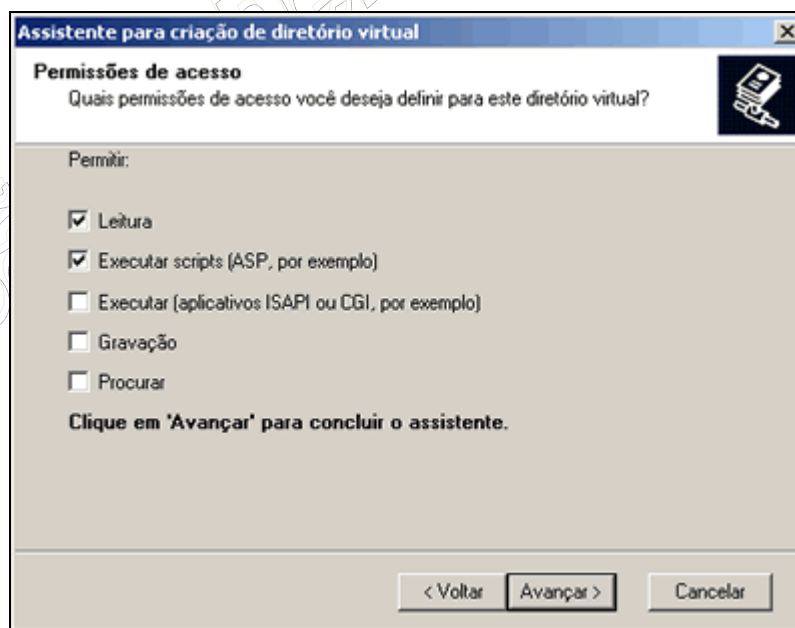 Assistente para criação de diretório virtual
Permissões de acesso
Quais permissões de acesso você deseja definir para este diretório virtual?
Permitir:
Leitura
Executar scripts (ASP, por exemplo)
Executar (aplicativos ISAPI ou CGI, por exemplo)
Gravação
Procurar
Clique em 'Avançar' para concluir o assistente.
< Voltar Avançar > Cancelar